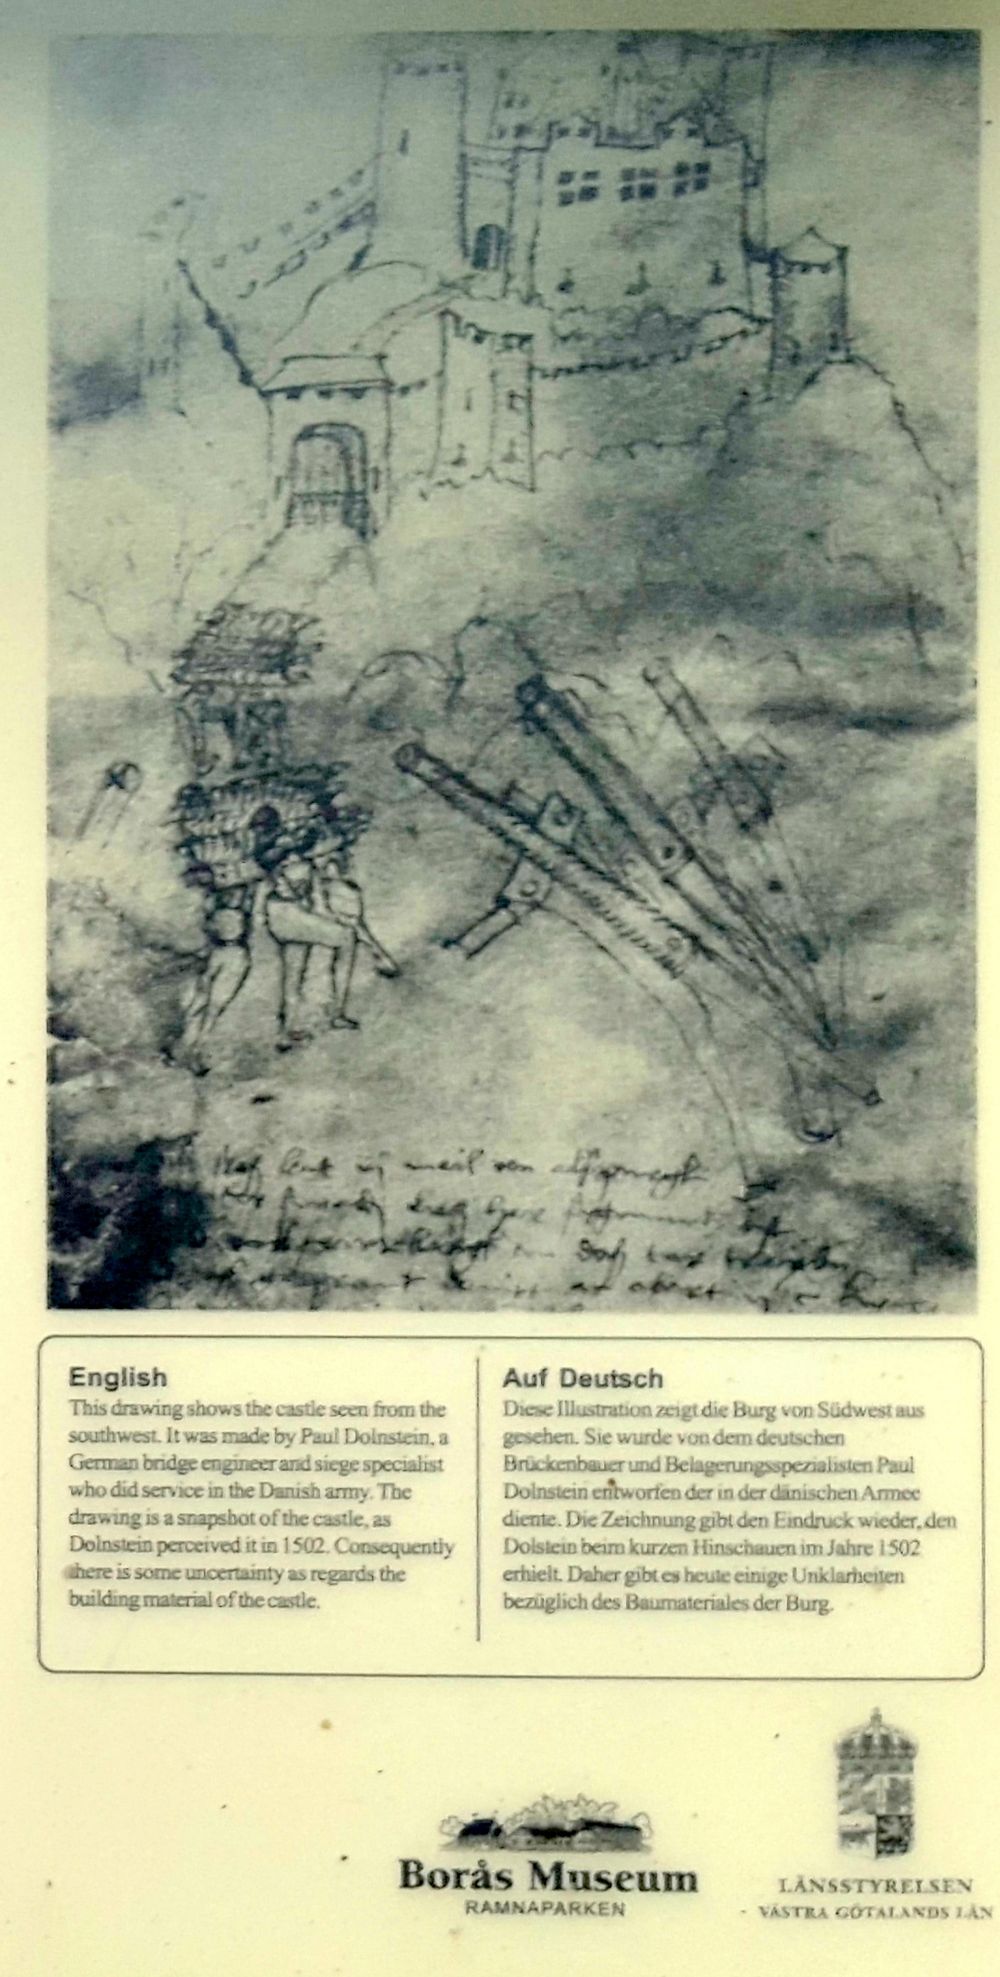 English
This drawing shows the castle seen from the
southwest. It was made by Paul Dolnstein, a
German bridge engineer and siege specialist
who did service in the Danish army. The
drawing is a snapshot of the castle, as
Dolnstein perceived it in 1502. Consequently
there is some uncertainty as regards the
building material of the castle.
Auf Deutsch
Diese Illustration zeigt die Burg von Südwest aus
gesehen. Sie wurde von dem deutschen
Brückenbauer und Belagerungsspezialisten Paul
Dolnstein entworfen der in der dänischen Armee
diente. Die Zeichnung gibt den Eindruck wieder, den
Dolstein beim kurzen Hinschauen im Jahre 1502
erhielt. Daher gibt es heute einige Unklarheiten
bezüglich des Baumateriales der Burg.
Borås Museum
RAMNAPARKEN
LÄNSSTYRELSEN
VÄSTRA GÖTALANDS LÄN